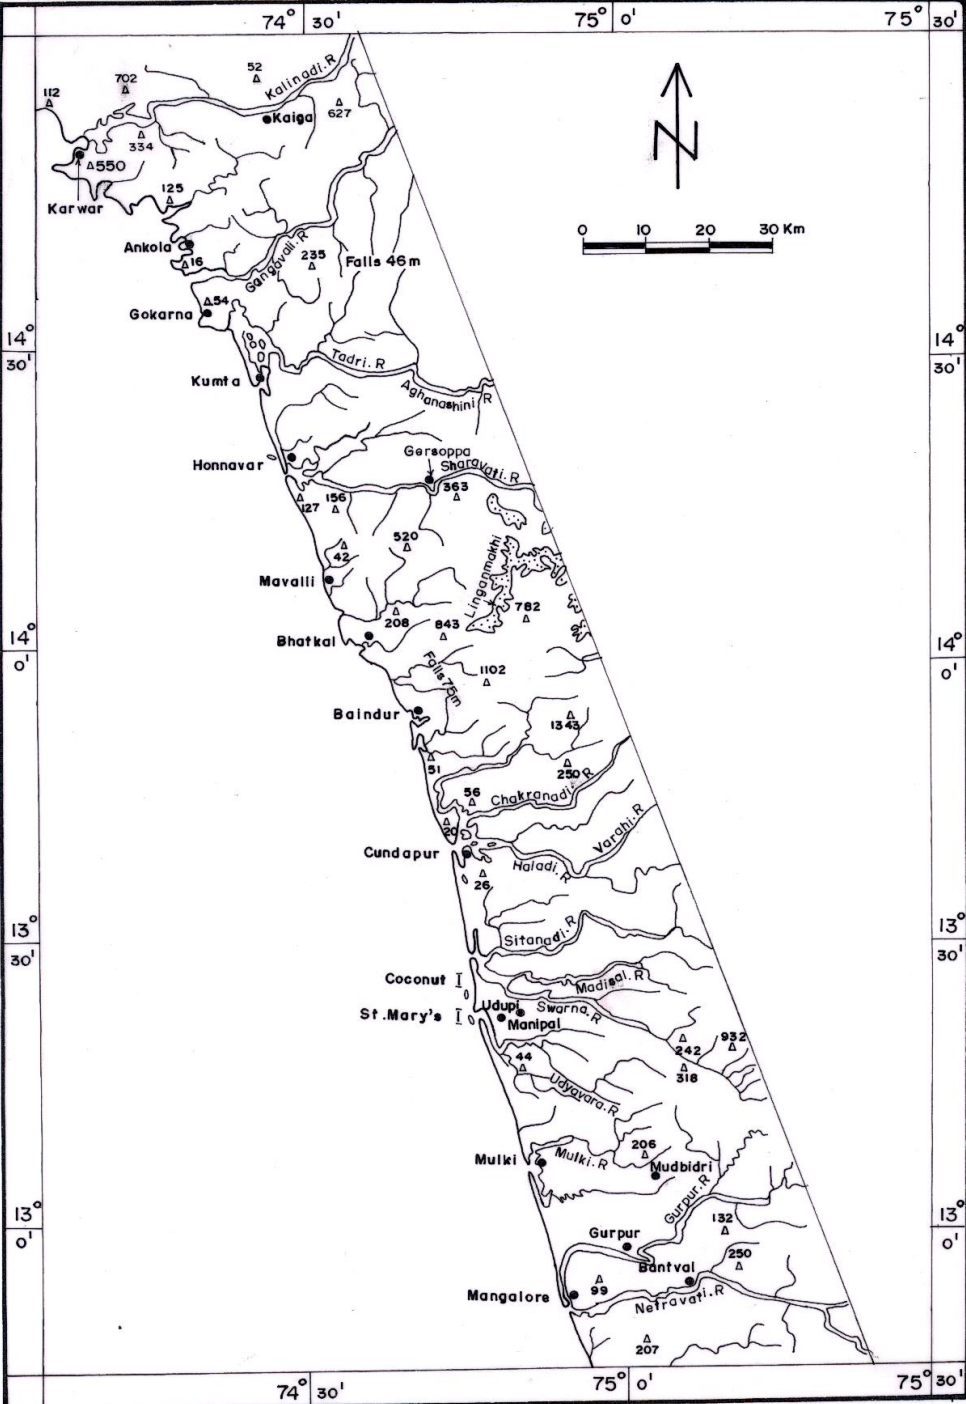 74° 30' 75° 0' 75° 30'
52
Kalinadi.R
702
112
627
Kaiga
334
550
125
Karwar
0 10 20 30 Km
Ankola
16
Gangavali.R
235
Falls 46m
54
Gokarna
14° 30'
14° 30'
Tadri.R
Kumta
Aghanashini R
Honnavar
Gersoppa
Sharavati.R
363
127
156
520
42
Linganmakhi
Mavalli
782
208
843
14° 0'
14° 0'
Bhatkal
Falls 75m
1102
Baindur
1343
51
250
56
Chakranadi.R
20
Varahi.R
Cundapur
Haladi.R
26
13° 30'
13° 30'
Sitanadi.R
Coconut I
Madisal.R
St.Mary's I
Udupi
Swarna.R
Manipal
242
932
318
44
Udyavara.R
206
Mulki
Mulki.R
Mudbidri
Gurpur.R
13° 0'
13° 0'
132
Gurpur
250
Bantval
99
Mangalore
Netravati.R
207
74° 30' 75° 0' 75° 30'
N